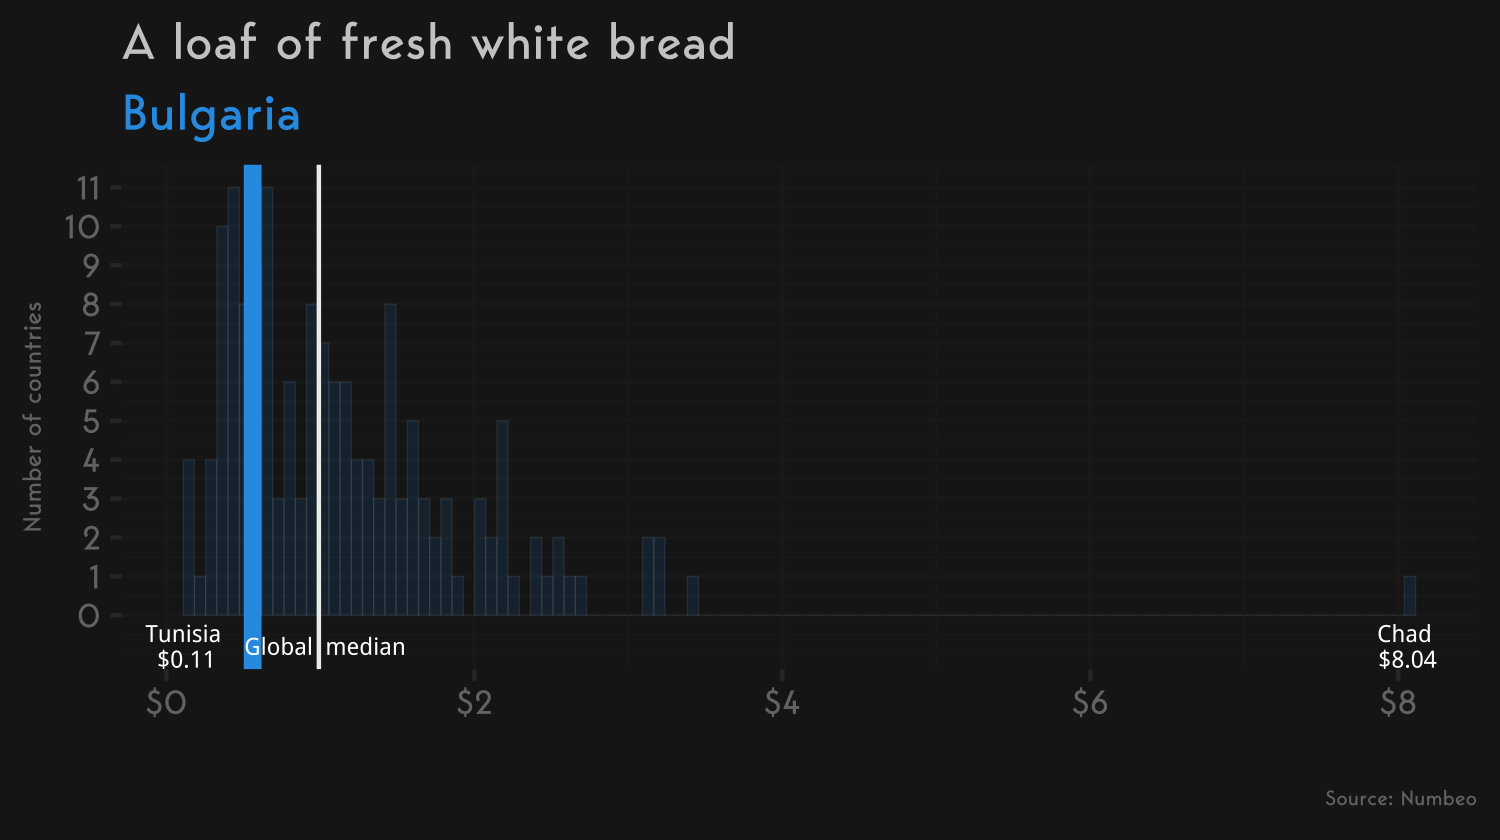 A loaf of fresh white bread
Bulgaria
Number of countries
11
10
9
8
7
6
5
4
3
2
1
0
Tunisia
$0.11
Global median
Chad
$8.04
$0 $2 $4 $6 $8
Source: Numbeo